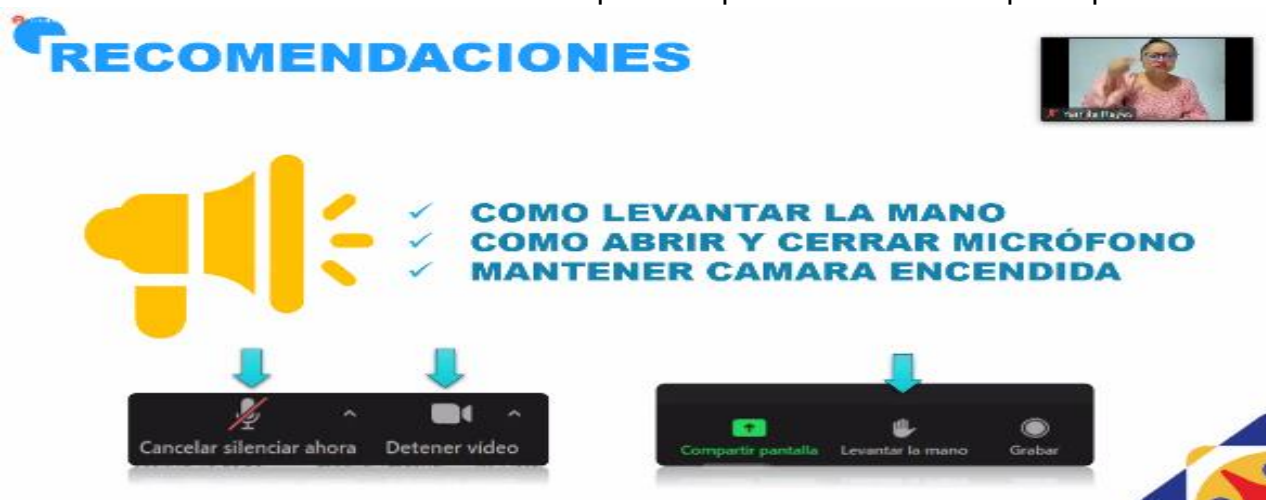 RECOMENDACIONES
COMO LEVANTAR LA MANO
COMO ABRIR Y CERRAR MICRÓFONO
MANTENER CAMARA ENCENDIDA
Cancelar silenciar ahora
Detener vídeo
Compartir pantalla
Levantar la mano
Grabar